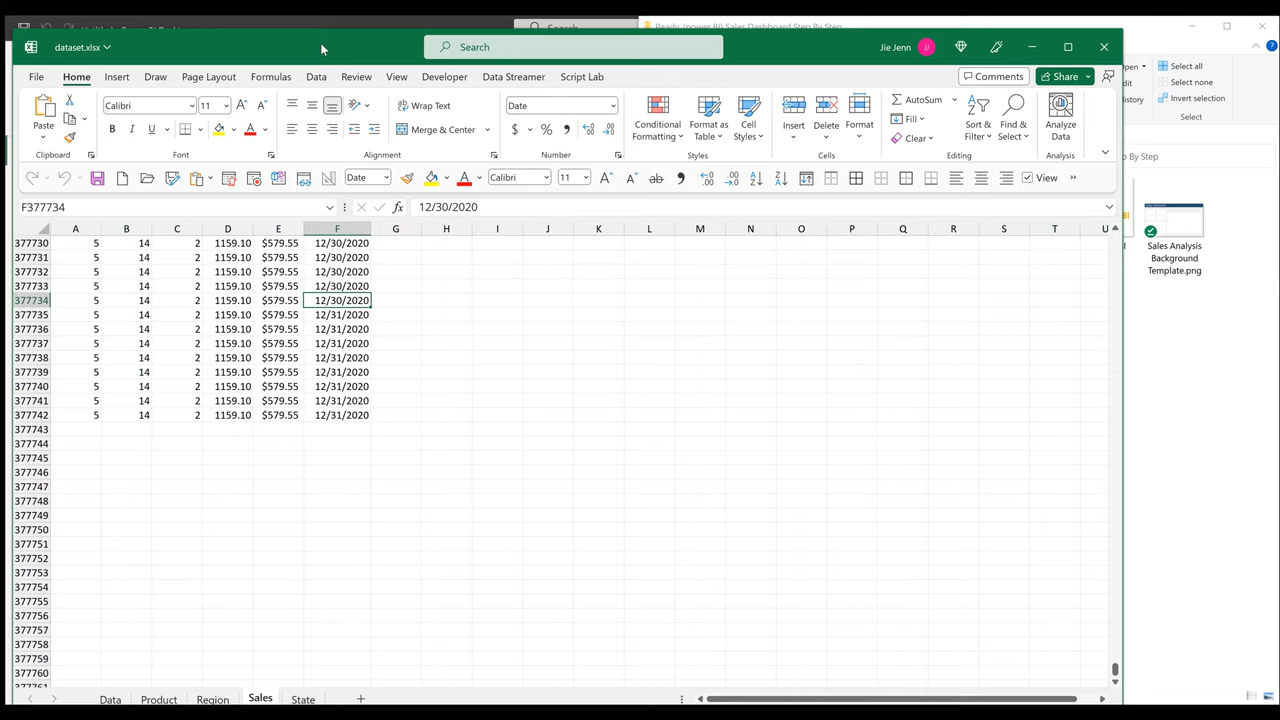 Search
Ready (power BI) Sales Dashboard Step By Step
dataset.xlsx
Search
Jie Jenn
JJ
File Home Insert Draw Page Layout Formulas Data Review View Developer Data Streamer Script Lab
Comments
Share
Select all
Select none
Invert selection
Select
Calibri 11
Wrap Text
Date
Merge & Center
$ %
Paste
B I U A
Conditional Formatting
Format as Table
Cell Styles
Insert
Delete
Format
AutoSum
Fill
Clear
Sort & Filter
Find & Select
Analyze Data
Clipboard
Font
Alignment
Number
Styles
Cells
Editing
Analysis
By Step
Date
Calibri 11
View
F377734
fx 12/30/2020
A B C D E F G H I J K L M N O P Q R S T U
377730 5 14 2 1159.10 $579.55 12/30/2020
377731 5 14 2 1159.10 $579.55 12/30/2020
377732 5 14 2 1159.10 $579.55 12/30/2020
377733 5 14 2 1159.10 $579.55 12/30/2020
377734 5 14 2 1159.10 $579.55 12/30/2020
377735 5 14 2 1159.10 $579.55 12/31/2020
377736 5 14 2 1159.10 $579.55 12/31/2020
377737 5 14 2 1159.10 $579.55 12/31/2020
377738 5 14 2 1159.10 $579.55 12/31/2020
377739 5 14 2 1159.10 $579.55 12/31/2020
377740 5 14 2 1159.10 $579.55 12/31/2020
377741 5 14 2 1159.10 $579.55 12/31/2020
377742 5 14 2 1159.10 $579.55 12/31/2020
377743
377744
377745
377746
377747
377748
377749
377750
377751
377752
377753
377754
377755
377756
377757
377758
377759
377760
377761
Sales Analysis
Background
Template.png
Data Product Region Sales State